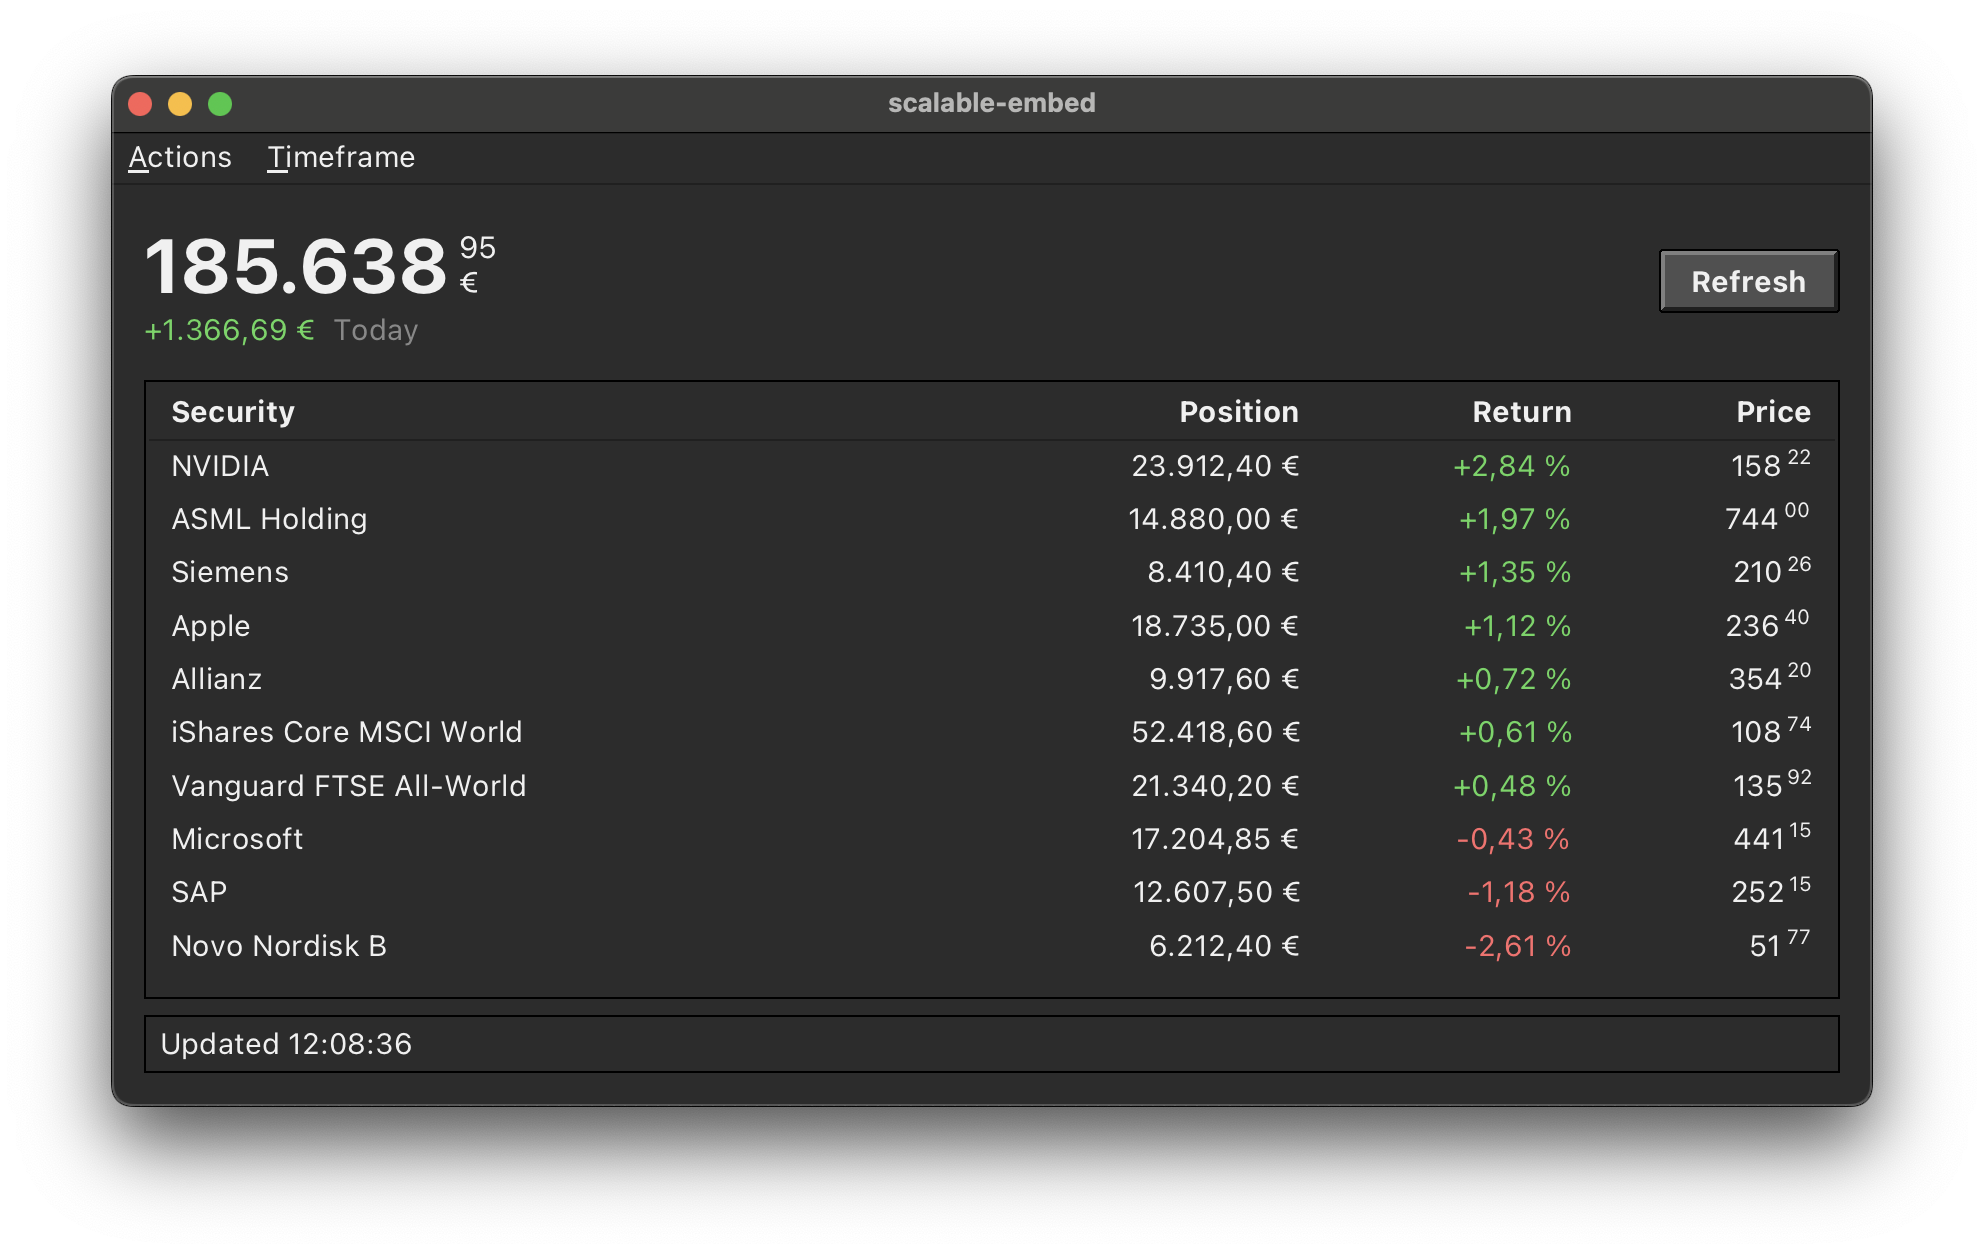 scalable-embed
Actions Timeframe
185.638 95 €
+1.366,69 € Today
Refresh
Security Position Return Price
NVIDIA 23.912,40 € +2,84 % 158 22
ASML Holding 14.880,00 € +1,97 % 744 00
Siemens 8.410,40 € +1,35 % 210 26
Apple 18.735,00 € +1,12 % 236 40
Allianz 9.917,60 € +0,72 % 354 20
iShares Core MSCI World 52.418,60 € +0,61 % 108 74
Vanguard FTSE All-World 21.340,20 € +0,48 % 135 92
Microsoft 17.204,85 € -0,43 % 441 15
SAP 12.607,50 € -1,18 % 252 15
Novo Nordisk B 6.212,40 € -2,61 % 51 77
Updated 12:08:36